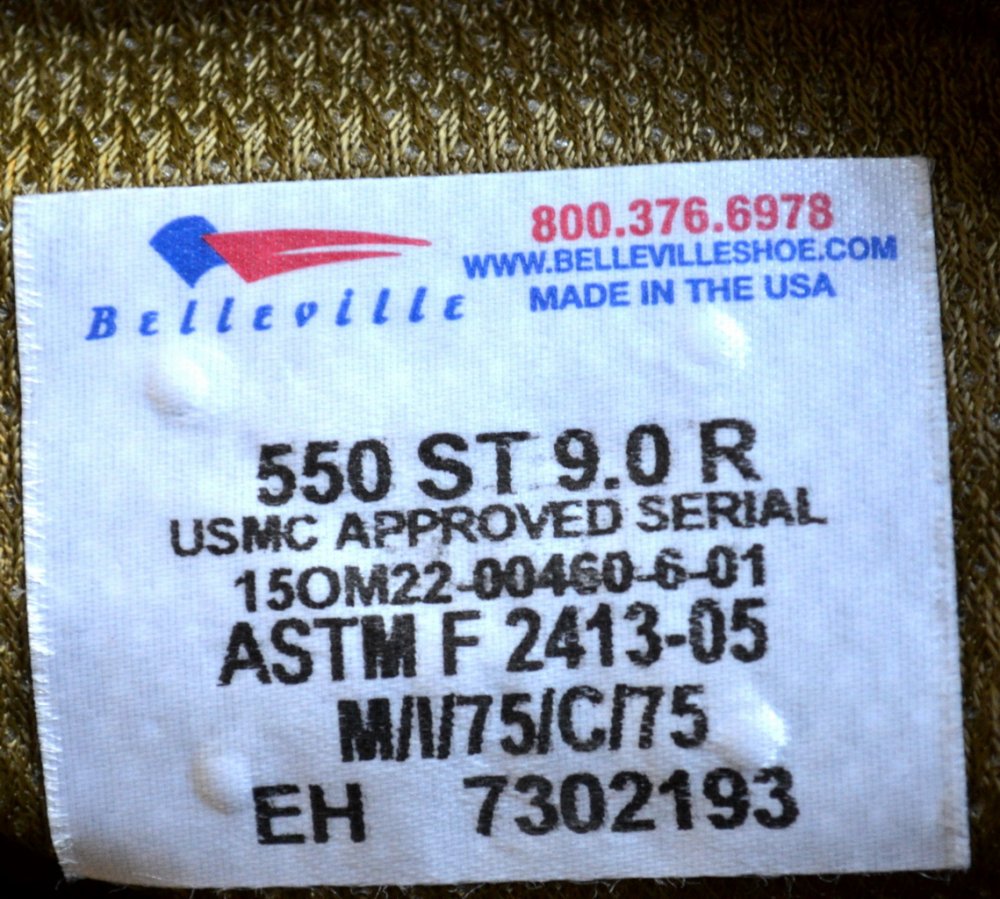 Belleville
800.376.6978
WWW.BELLEVILLESHOE.COM
MADE IN THE USA
550 ST 9.0 R
USMC APPROVED SERIAL
15OM22-00460-6-01
ASTM F 2413-05
M/I/75/C/75
EH 7302193